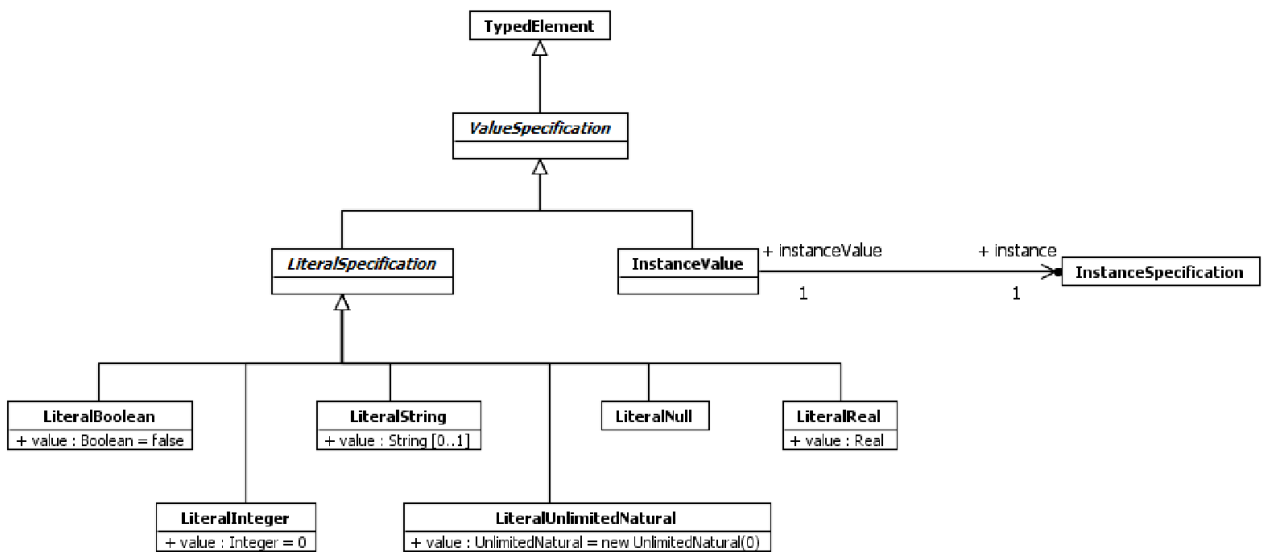 TypedElement
ValueSpecification
LiteralSpecification
InstanceValue
+ instanceValue
+ instance
1
1
InstanceSpecification
LiteralBoolean
+ value : Boolean = false
LiteralString
+ value : String [0..1]
LiteralNull
LiteralReal
+ value : Real
LiteralInteger
+ value : Integer = 0
LiteralUnlimitedNatural
+ value : UnlimitedNatural = new UnlimitedNatural(0)